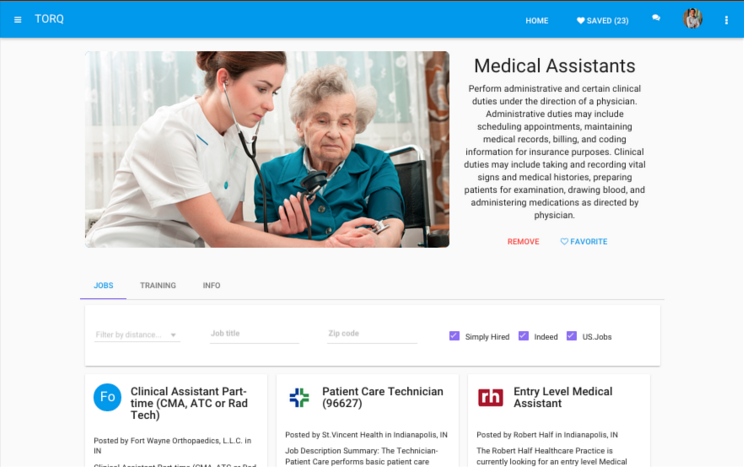 TORQ
HOME
SAVED (23)
Medical Assistants
Perform administrative and certain clinical
duties under the direction of a physician.
Administrative duties may include
scheduling appointments, maintaining
medical records, billing, and coding
information for insurance purposes. Clinical
duties may include taking and recording vital
signs and medical histories, preparing
patients for examination, drawing blood, and
administering medications as directed by
physician.
REMOVE
FAVORITE
JOBS
TRAINING
INFO
Filter by distance...
Job title
Zip code
Simply Hired
Indeed
US.Jobs
Fo
Clinical Assistant Part-
time (CMA, ATC or Rad
Tech)
Posted by Fort Wayne Orthopaedics, L.L.C. in
IN
Clinical Assistant Part-time (CMA, ATC or Rad
Patient Care Technician
(96627)
Posted by St.Vincent Health in Indianapolis, IN
Job Description Summary: The Technician-
Patient Care performs basic patient care
rh
Entry Level Medical
Assistant
Posted by Robert Half in Indianapolis, IN
The Robert Half Healthcare Practice is
currently looking for an entry level Medical